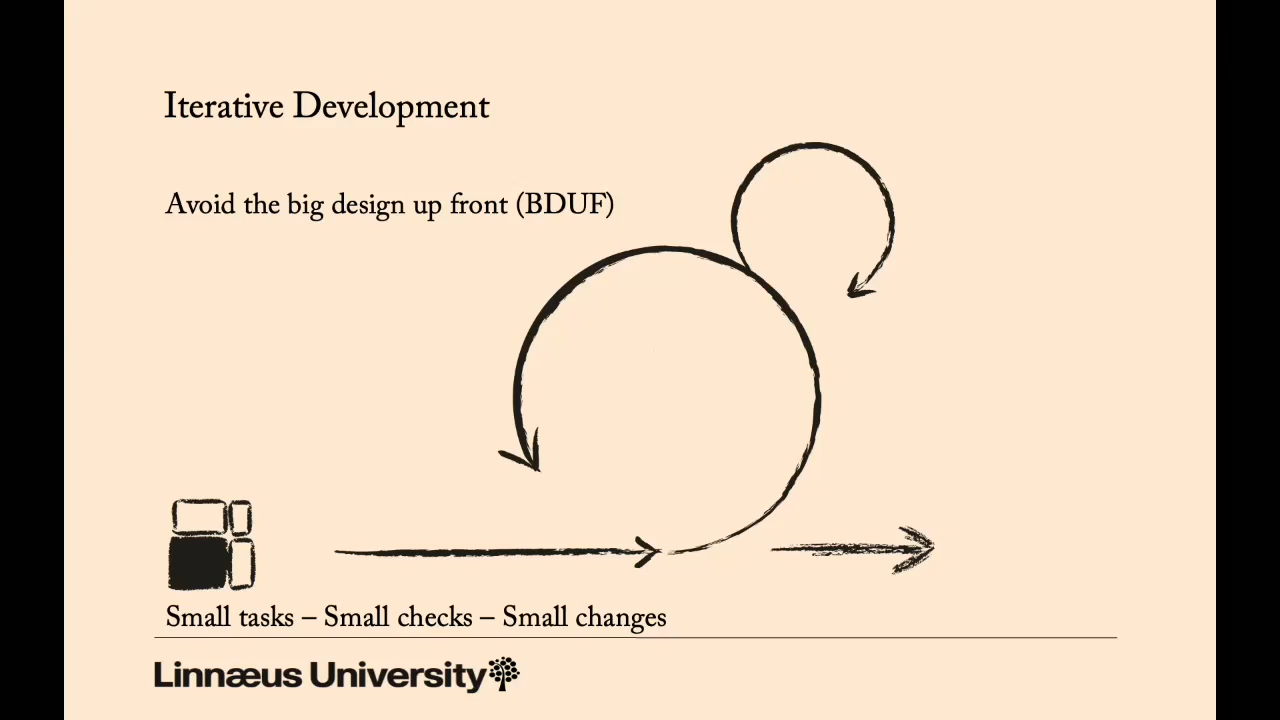 Iterative Development
Avoid the big design up front (BDUF)
Small tasks – Small checks – Small changes
Linnæus University